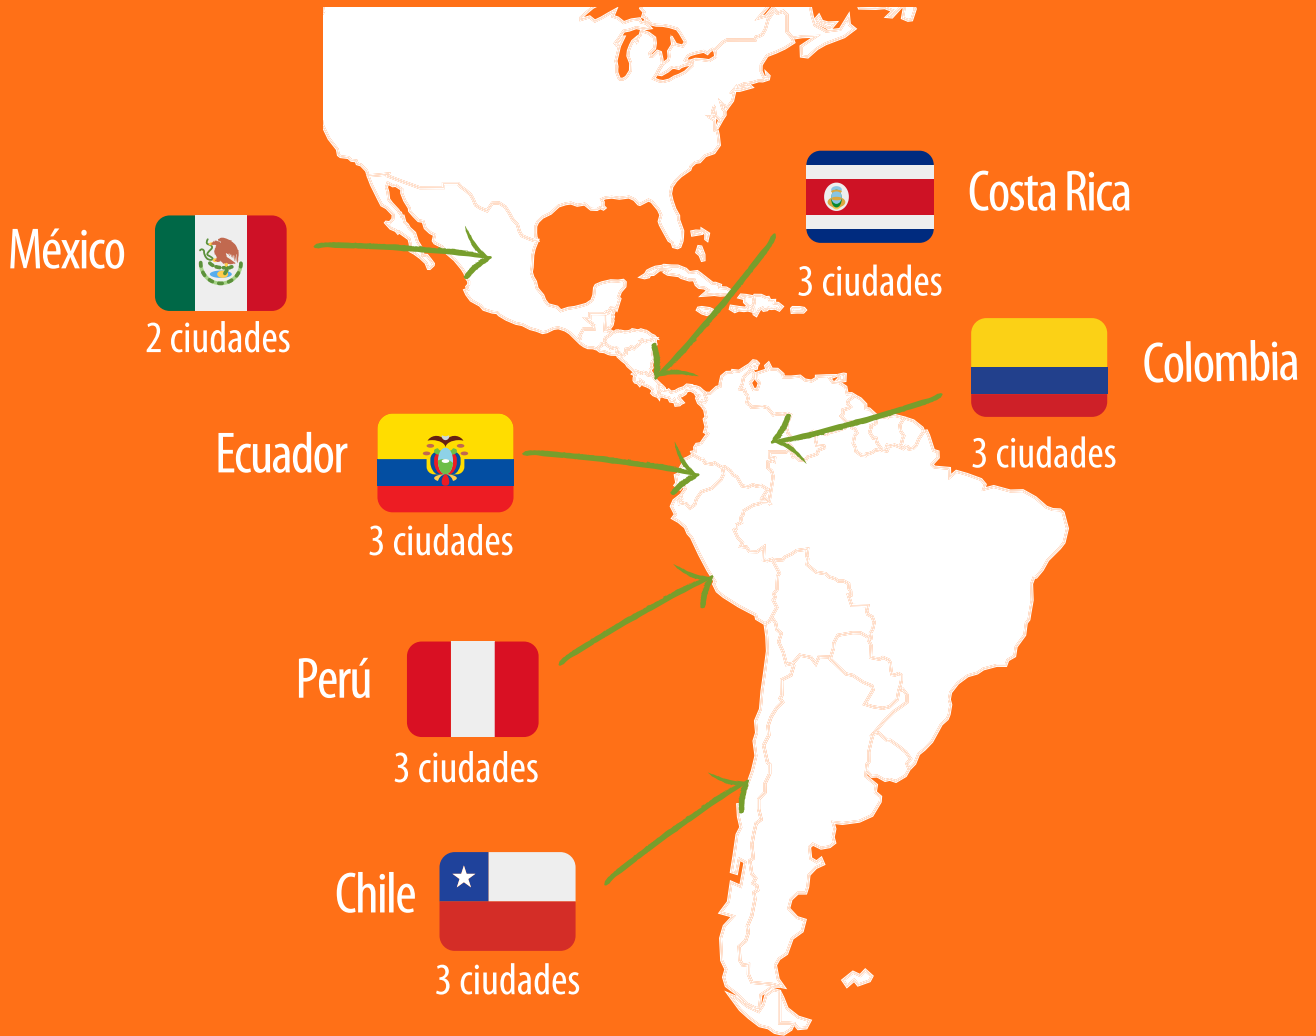 Costa Rica
3 ciudades
México
2 ciudades
Colombia
3 ciudades
Ecuador
3 ciudades
Perú
3 ciudades
Chile
3 ciudades